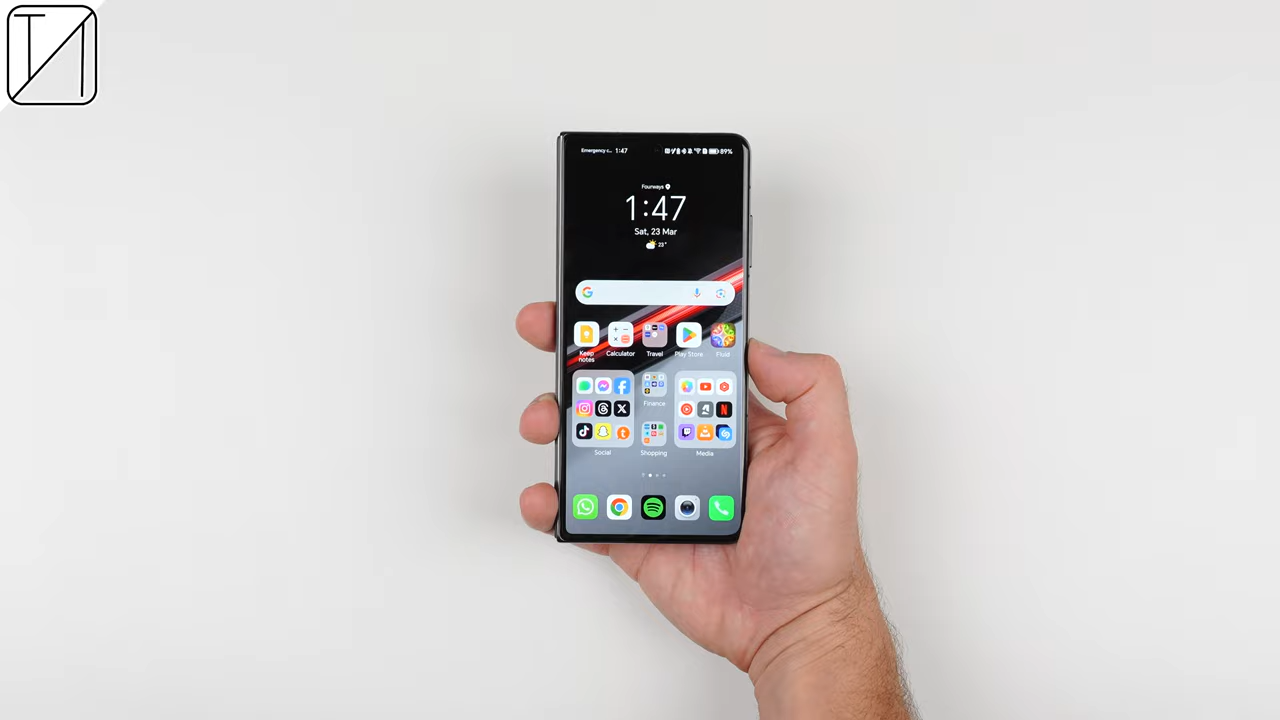 Emergency c... 1:47
89%
Fourways
1:47
Sat, 23 Mar
23°
Keep notes
Calculator
Travel
Play Store
Fluid
Finance
Social
Shopping
Media